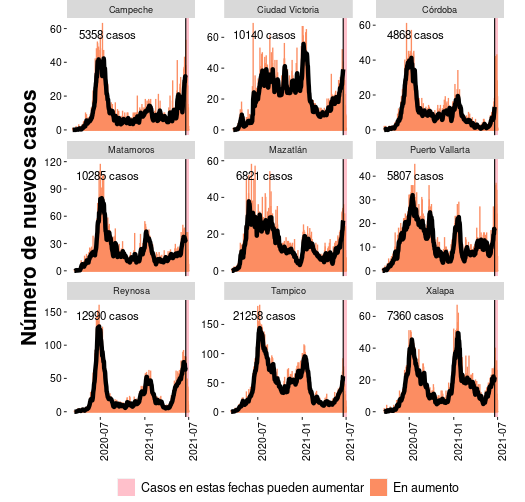 Campeche
Ciudad Victoria
Córdoba
5358 casos
10140 casos
4868 casos
60
40
20
0
60
40
20
0
60
40
20
0
Matamoros
Mazatlán
Puerto Vallarta
10285 casos
6821 casos
5807 casos
120
90
60
30
0
60
40
20
0
40
30
20
10
0
Reynosa
Tampico
Xalapa
12990 casos
21258 casos
7360 casos
150
100
50
0
150
100
50
0
60
40
20
0
2020-07
2021-01
2021-07
2020-07
2021-01
2021-07
2020-07
2021-01
2021-07
Número de nuevos casos
Casos en estas fechas pueden aumentar
En aumento